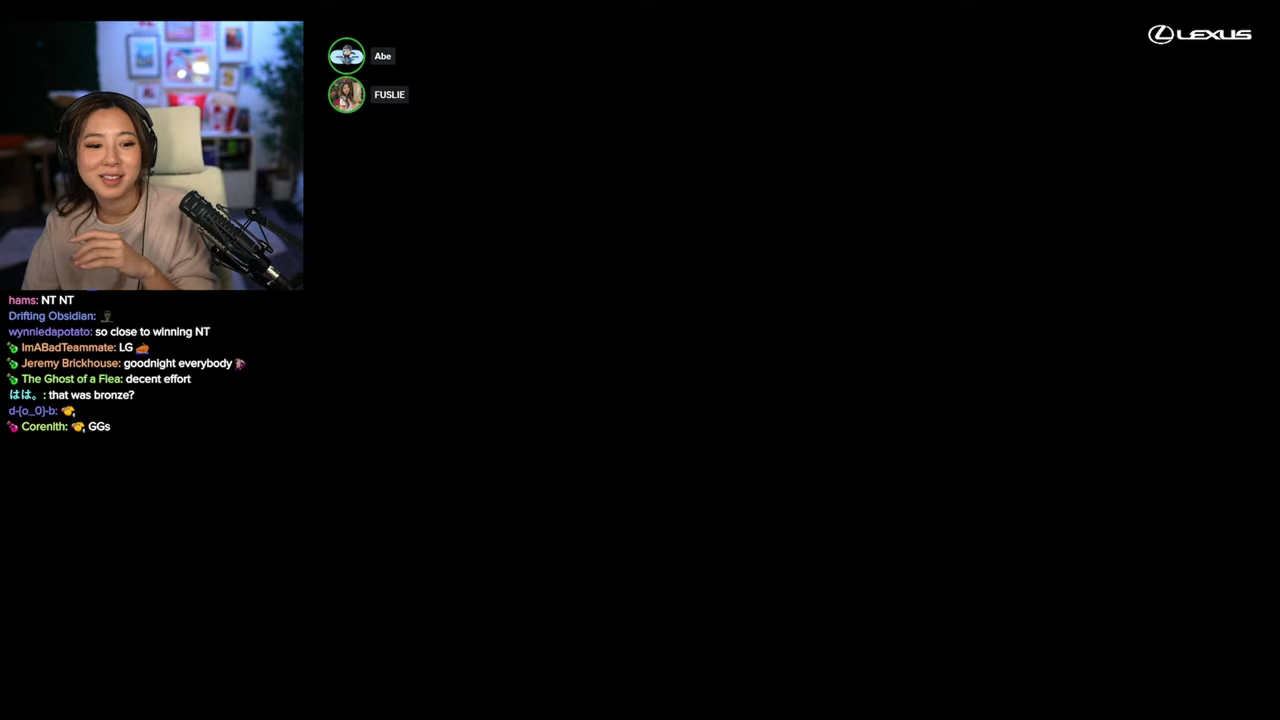 LEXUS
Abe
FUSLIE
hams: NT NT
Drifting Obsidian:
wynniedapotato: so close to winning NT
ImABadTeammate: LG
Jeremy Brickhouse: goodnight everybody
The Ghost of a Flea: decent effort
はは。: that was bronze?
d-{o_0}-b:
Corenith: GGs